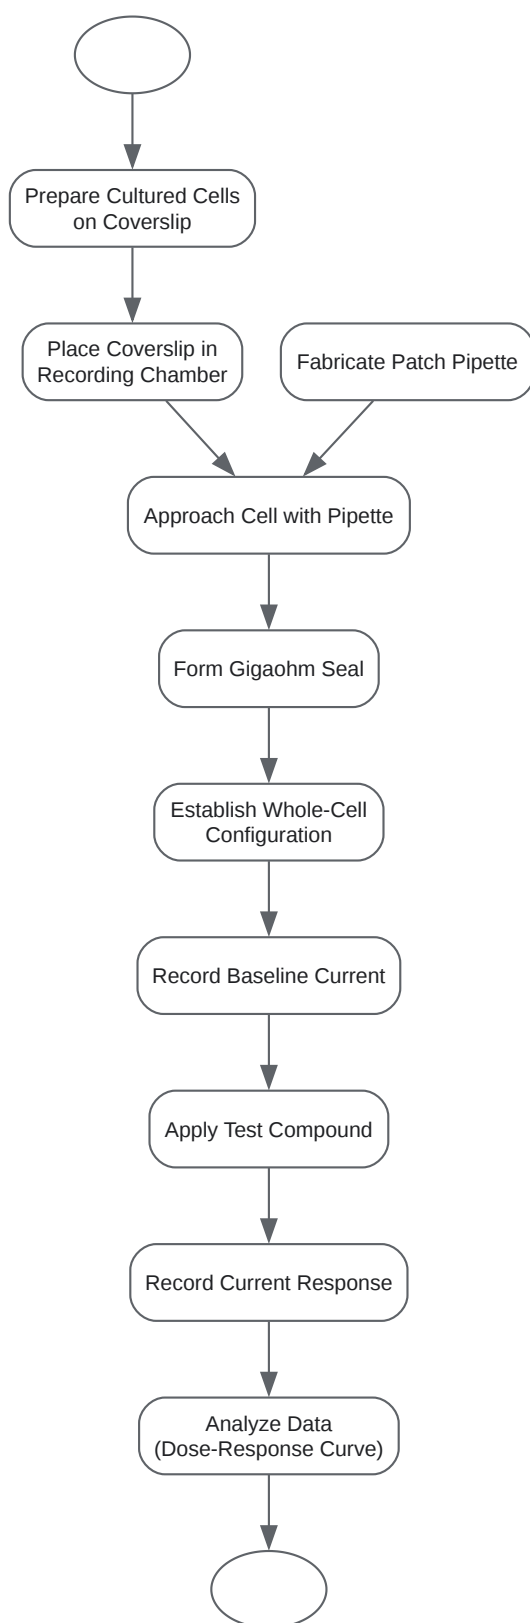 Prepare Cultured Cells
on Coverslip
Place Coverslip in
Recording Chamber
Fabricate Patch Pipette
Approach Cell with Pipette
Form Gigaohm Seal
Establish Whole-Cell
Configuration
Record Baseline Current
Apply Test Compound
Record Current Response
Analyze Data
(Dose-Response Curve)